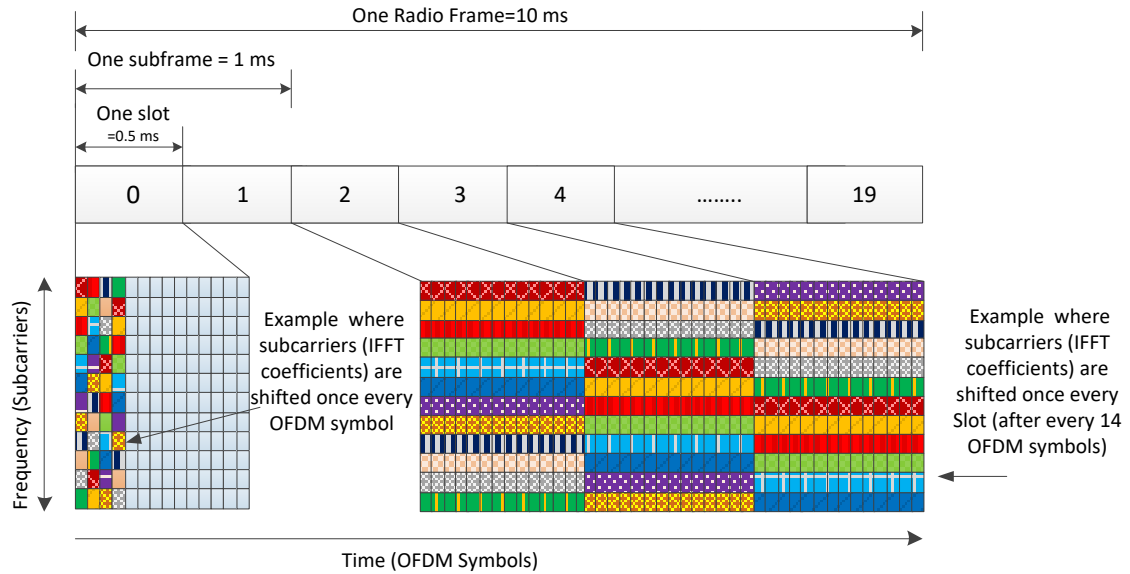 One Radio Frame=10 ms
One subframe = 1 ms
One slot
=0.5 ms
0 1 2 3 4 …..... 19
Frequency (Subcarriers)
Example where
subcarriers (IFFT
coefficients) are
shifted once every
OFDM symbol
Example where
subcarriers (IFFT
coefficients) are
shifted once every
Slot (after every 14
OFDM symbols)
Time (OFDM Symbols)